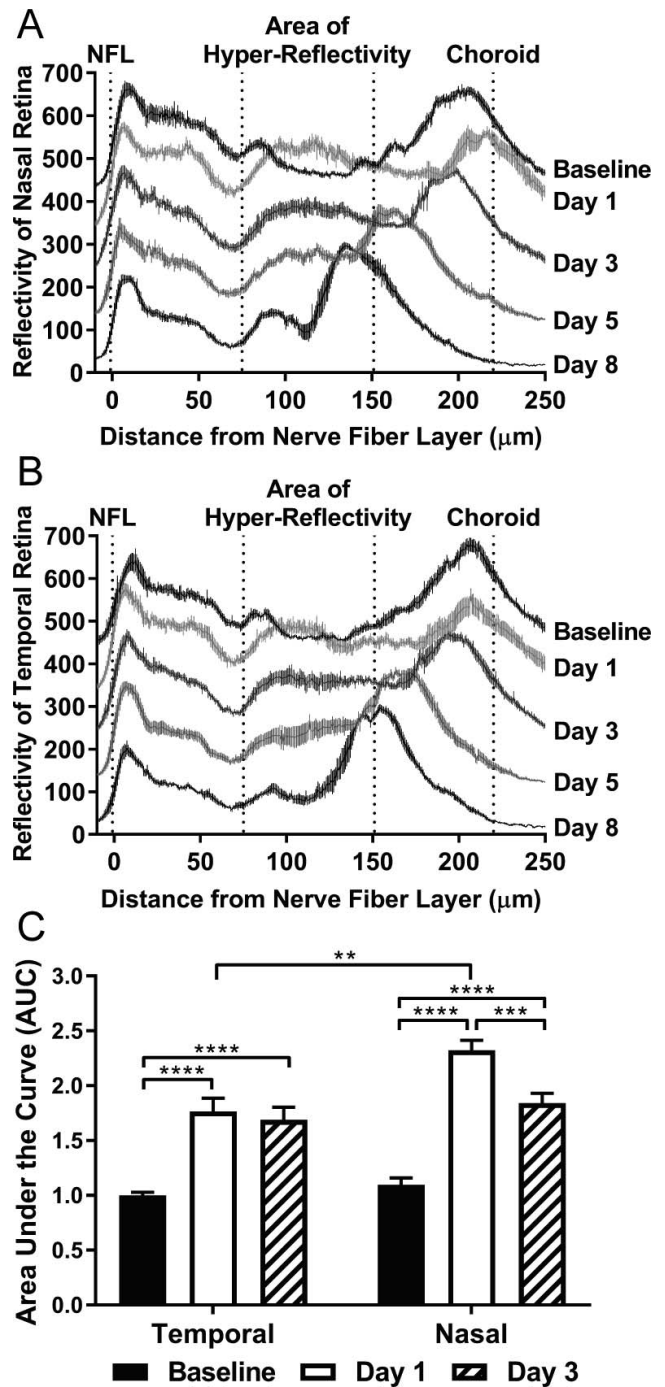 A
NFL Area of Hyper-Reflectivity Choroid
Reflectivity of Nasal Retina
700
600
500
400
300
200
100
0
Baseline
Day 1
Day 3
Day 5
Day 8
0 50 100 150 200 250
Distance from Nerve Fiber Layer (μm)
B
NFL Area of Hyper-Reflectivity Choroid
Reflectivity of Temporal Retina
700
600
500
400
300
200
100
0
Baseline
Day 1
Day 3
Day 5
Day 8
0 50 100 150 200 250
Distance from Nerve Fiber Layer (μm)
C
Area Under the Curve (AUC)
3.0
2.5
2.0
1.5
1.0
0.5
0.0
**
****
**** ***
****
****
Temporal Nasal
Baseline Day 1 Day 3